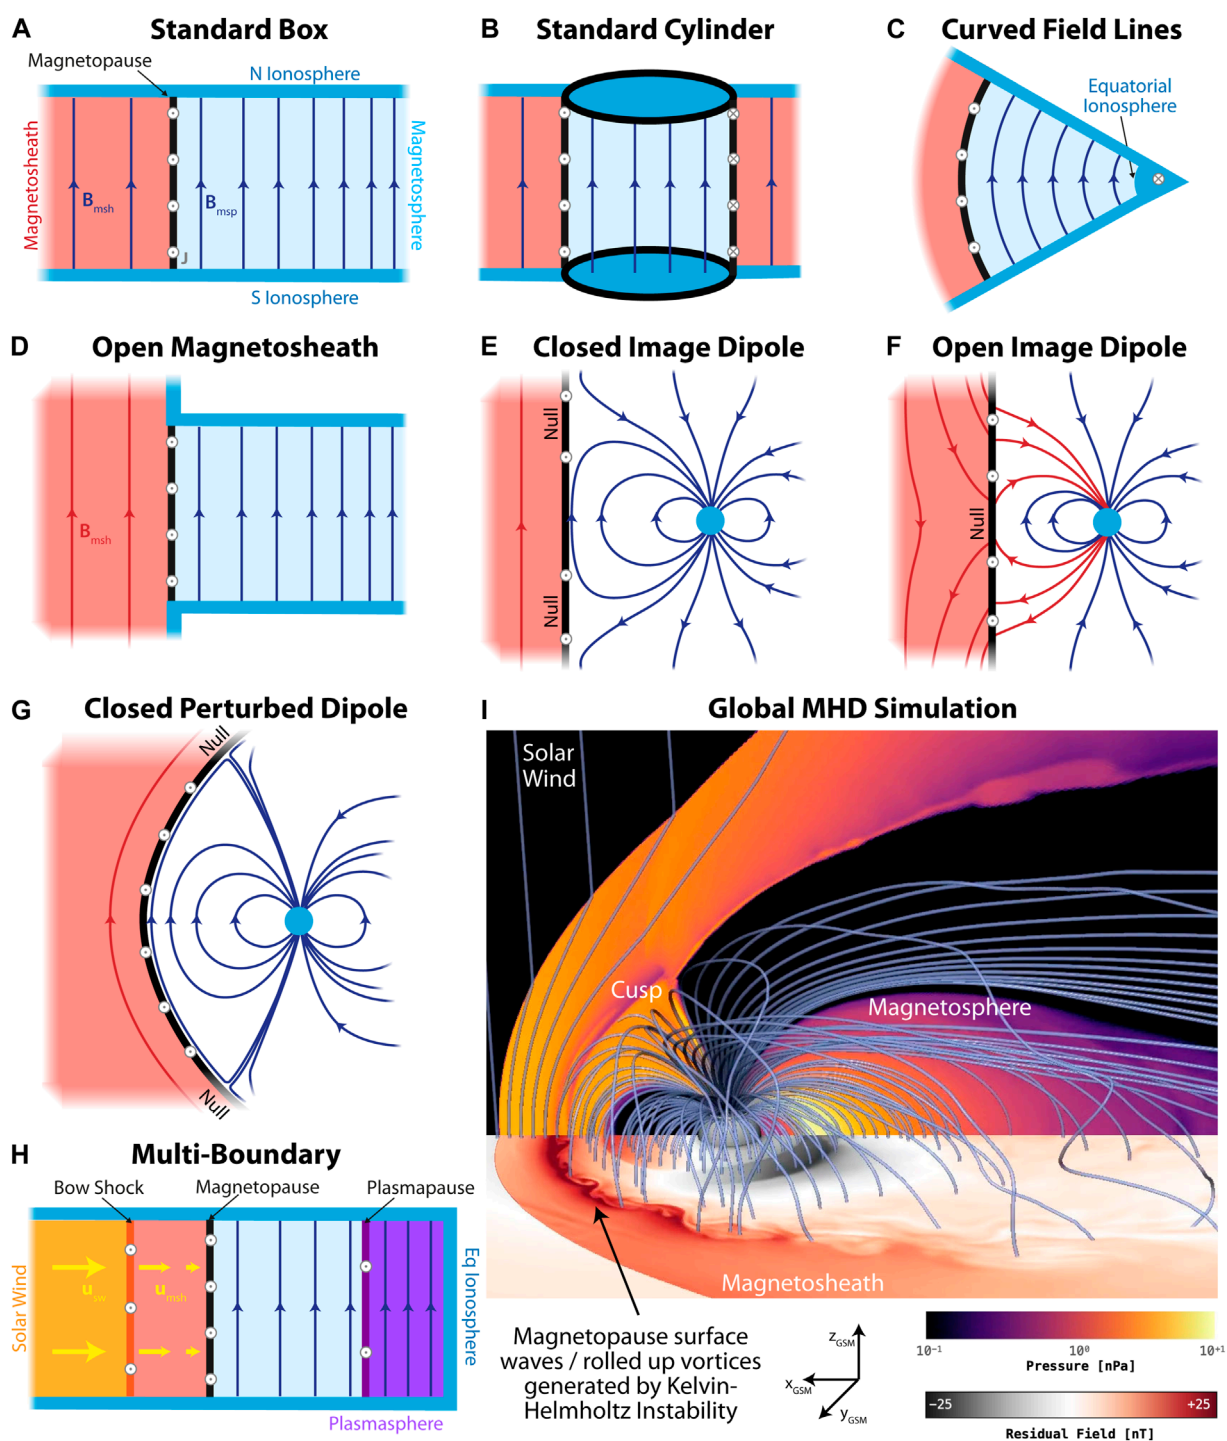 A Standard Box
Magnetopause
N Ionosphere
Magnetosheath
B msh
B msp
J
Magnetosphere
S Ionosphere
B Standard Cylinder
C Curved Field Lines
Equatorial
Ionosphere
D Open Magnetosheath
B msh
E Closed Image Dipole
Null
Null
F Open Image Dipole
Null
G Closed Perturbed Dipole
Null
Null
H Multi-Boundary
Bow Shock
Magnetopause
Plasmapause
Solar Wind
u sw
u msh
Eq Ionosphere
Plasmasphere
I Global MHD Simulation
Solar
Wind
Cusp
Magnetosphere
Magnetosheath
Magnetopause surface
waves / rolled up vortices
generated by Kelvin-
Helmholtz Instability
z GSM
x GSM
y GSM
10⁻¹ 10⁰ 10⁺¹
Pressure [nPa]
−25 +25
Residual Field [nT]